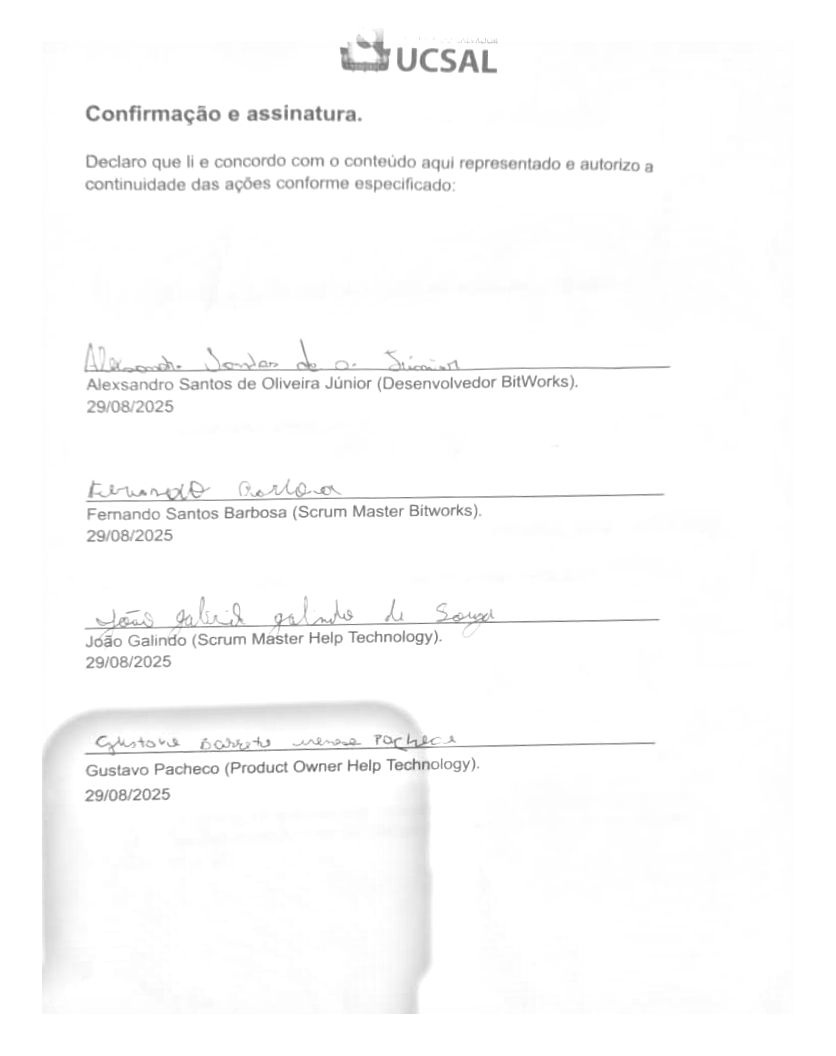 UCSAL
Confirmação e assinatura.
Declaro que li e concordo com o conteúdo aqui representado e autorizo a
continuidade das ações conforme especificado:
Alexsandro Santos de O. Júnior
Alexsandro Santos de Oliveira Júnior (Desenvolvedor BitWorks).
29/08/2025
Fernando Barbosa
Fernando Santos Barbosa (Scrum Master Bitworks).
29/08/2025
João Gabriel galindo de Souza
João Galindo (Scrum Master Help Technology).
29/08/2025
Gustavo Barreto menese Pacheco
Gustavo Pacheco (Product Owner Help Technology).
29/08/2025